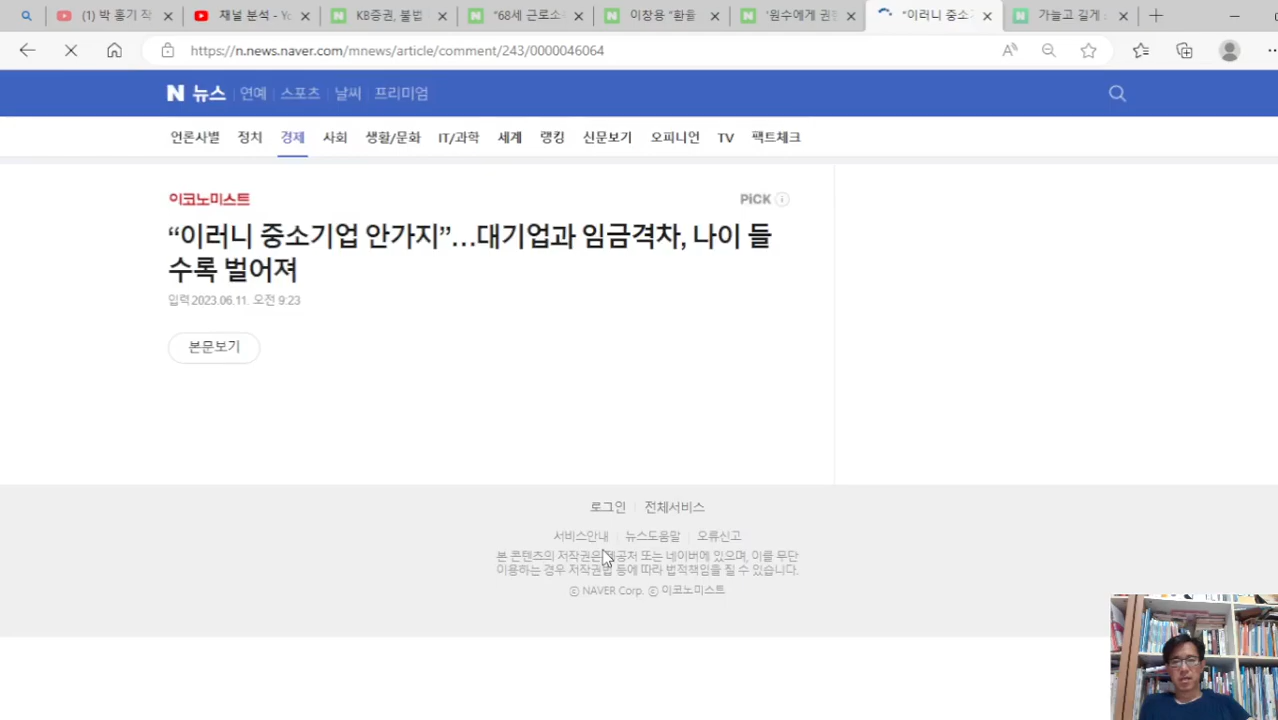 (1) 박 홍기 작
채널 분석 - Yo
KB증권, 불법
"68세 근로소
이창용 "환율
'원수에게 권한
"이러니 중소
가늘고 길게
https://n.news.naver.com/mnews/article/comment/243/0000046064
N 뉴스 연예 스포츠 날씨 프리미엄
언론사별 정치 경제 사회 생활/문화 IT/과학 세계 랭킹 신문보기 오피니언 TV 팩트체크
이코노미스트
PiCK
“이러니 중소기업 안가지”…대기업과 임금격차, 나이 들
수록 벌어져
입력 2023.06.11. 오전 9:23
본문보기
로그인 전체서비스
서비스안내 뉴스도움말 오류신고
본 콘텐츠의 저작권은 제공처 또는 네이버에 있으며, 이를 무단
이용하는 경우 저작권법 등에 따라 법적책임을 질 수 있습니다.
ⓒ NAVER Corp. ⓒ 이코노미스트